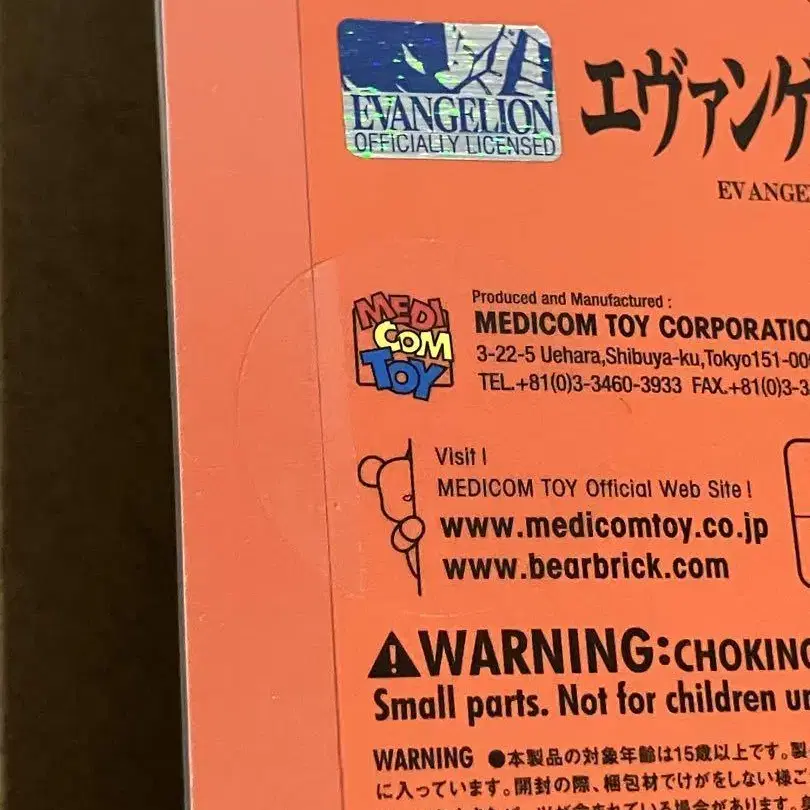 EVANGELION
OFFICIALLY LICENSED
エヴァンゲ
EVANGE
MEDI
COM
TOY
Produced and Manufactured :
MEDICOM TOY CORPORATIO
3-22-5 Uehara,Shibuya-ku,Tokyo151-00
TEL.+81(0)3-3460-3933 FAX.+81(0)3-3
Visit !
MEDICOM TOY Official Web Site !
www.medicomtoy.co.jp
www.bearbrick.com
WARNING:CHOKING
Small parts. Not for children un
WARNING ●本製品の対象年齢は15歳以上です。製
に入っています。開封の際、梱包材でけがをしない様ご